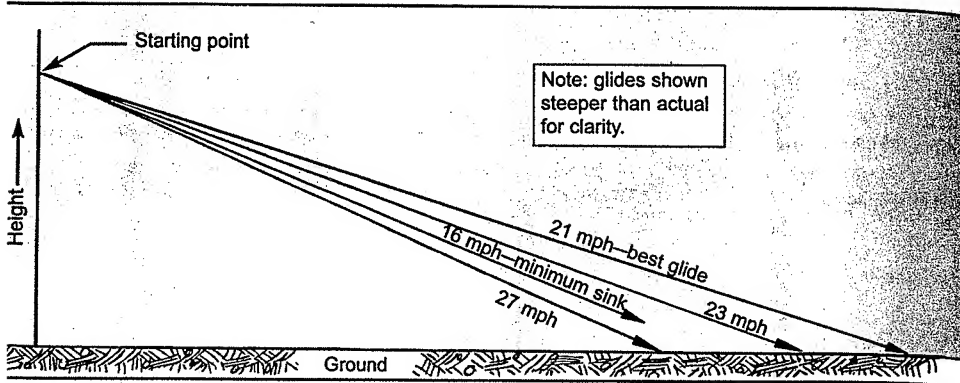 Starting point
Note: glides shown
steeper than actual
for clarity.
Height
21 mph–best glide
16 mph–minimum sink
23 mph
27 mph
Ground